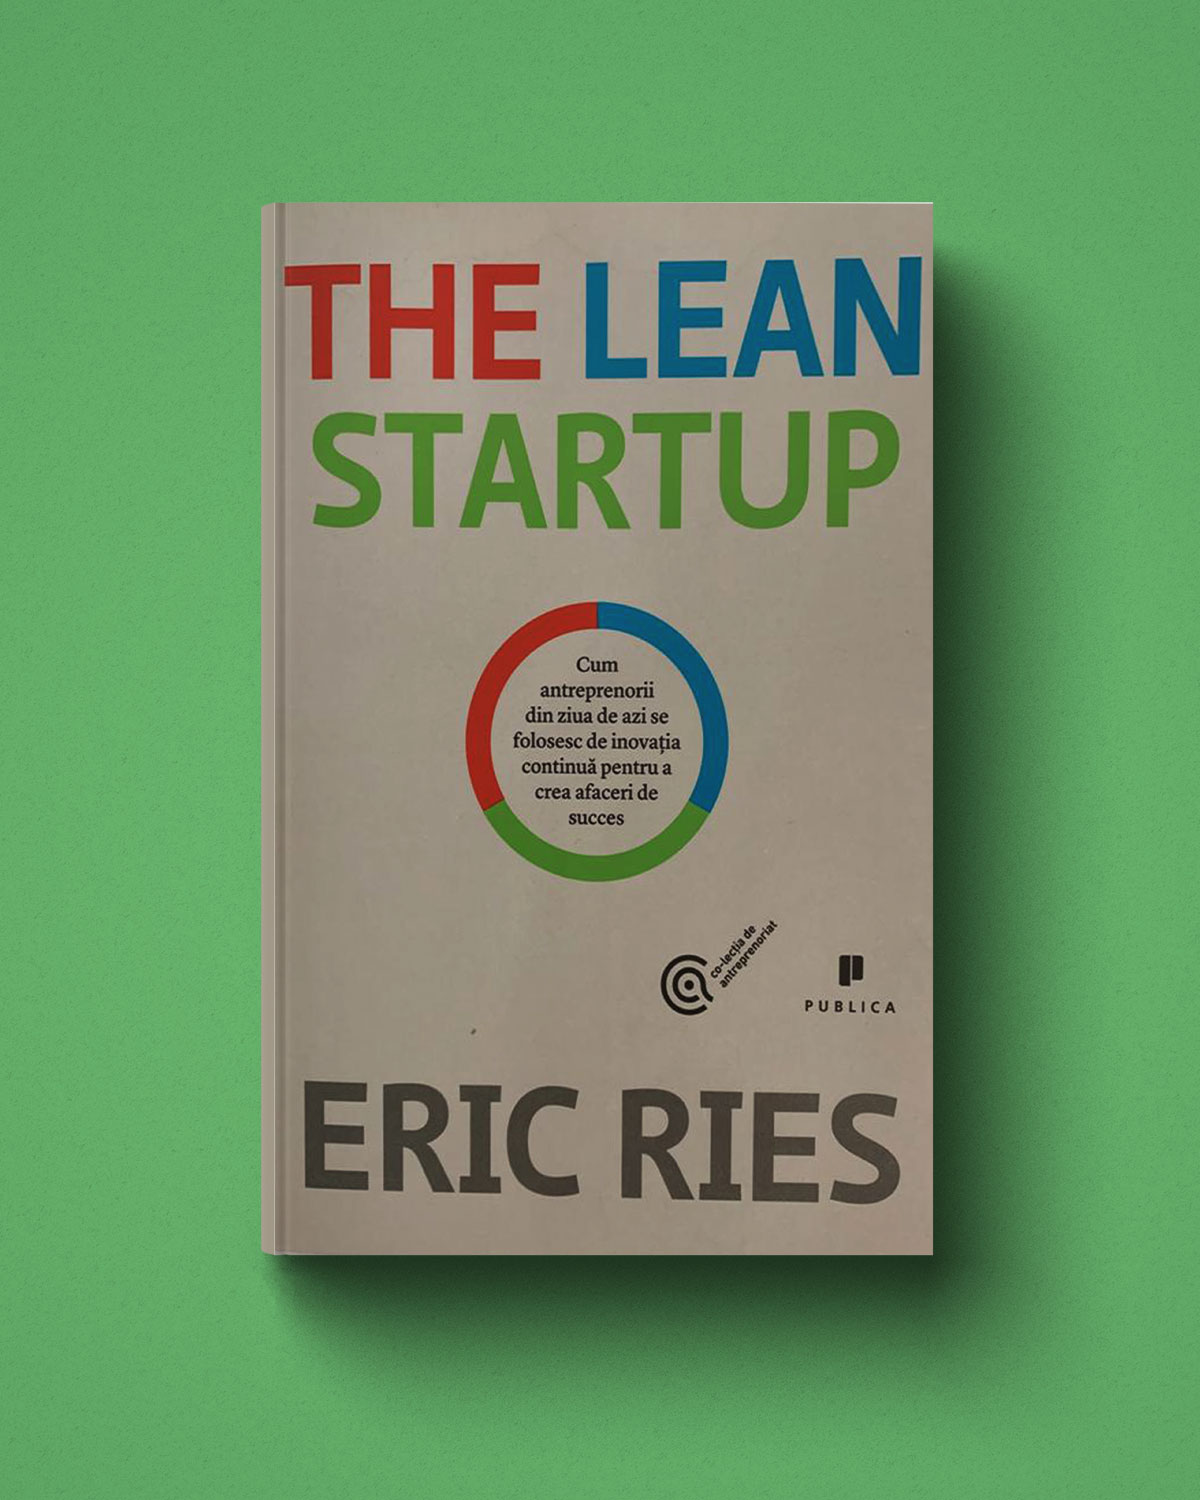 THE LEAN
STARTUP
Cum
antreprenorii
din ziua de azi se
folosesc de inovația
continuă pentru a
crea afaceri de
succes
co-lecția de
antreprenoriat
PUBLICA
ERIC RIES